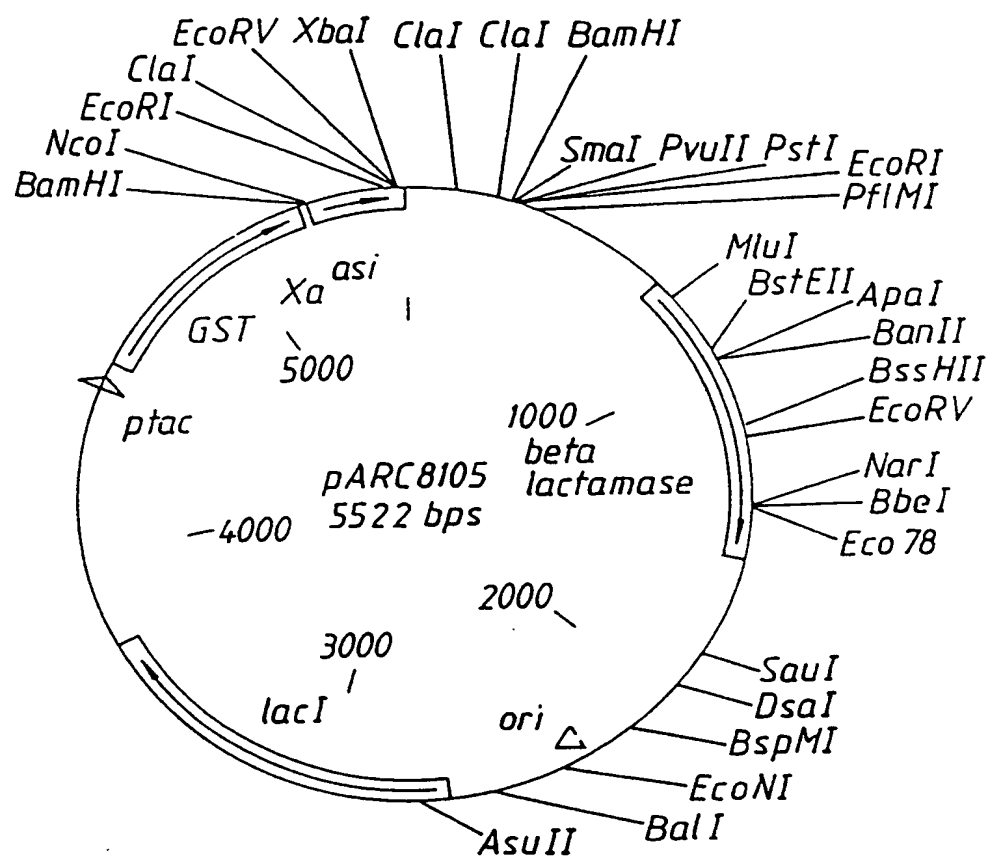 EcoRV XbaI ClaI ClaI BamHI
ClaI
EcoRI
NcoI
BamHI
SmaI PvuII PstI EcoRI
PflMI
MluI
BstEII ApaI
BanII
BssHII
EcoRV
NarI
BbeI
Eco 78
Xa asi
GST
5000
ptac
1000
beta
lactamase
pARC8105
5522 bps
4000
2000
3000
lacI
ori
SauI
DsaI
BspMI
EcoNI
BalI
AsuII